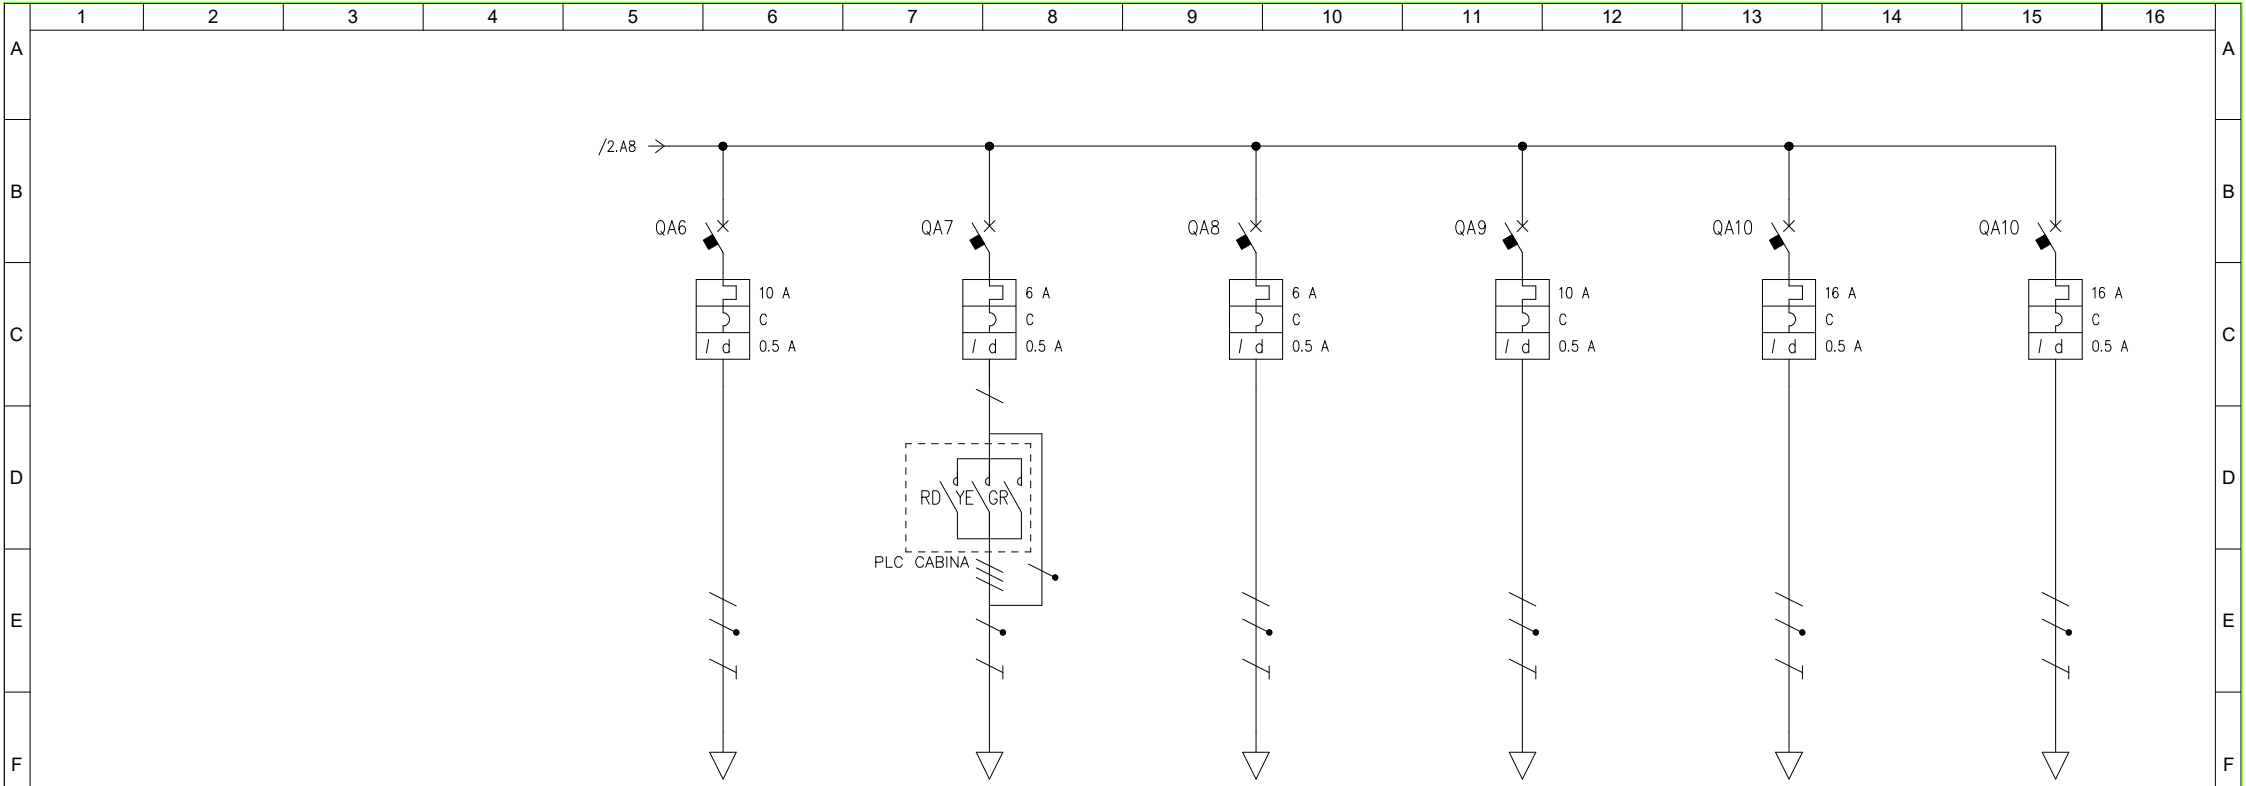 1 2 3 4 5 6 7 8 9 10 11 12 13 14 15 16
A A
/2.A8
B B
QA6 QA7 QA8 QA9 QA10 QA10
10 A 6 A 6 A 10 A 16 A 16 A
C C C C C C
C C
I d 0.5 A I d 0.5 A I d 0.5 A I d 0.5 A I d 0.5 A I d 0.5 A
D D
RD YE GR
PLC CABINA
E E
F F